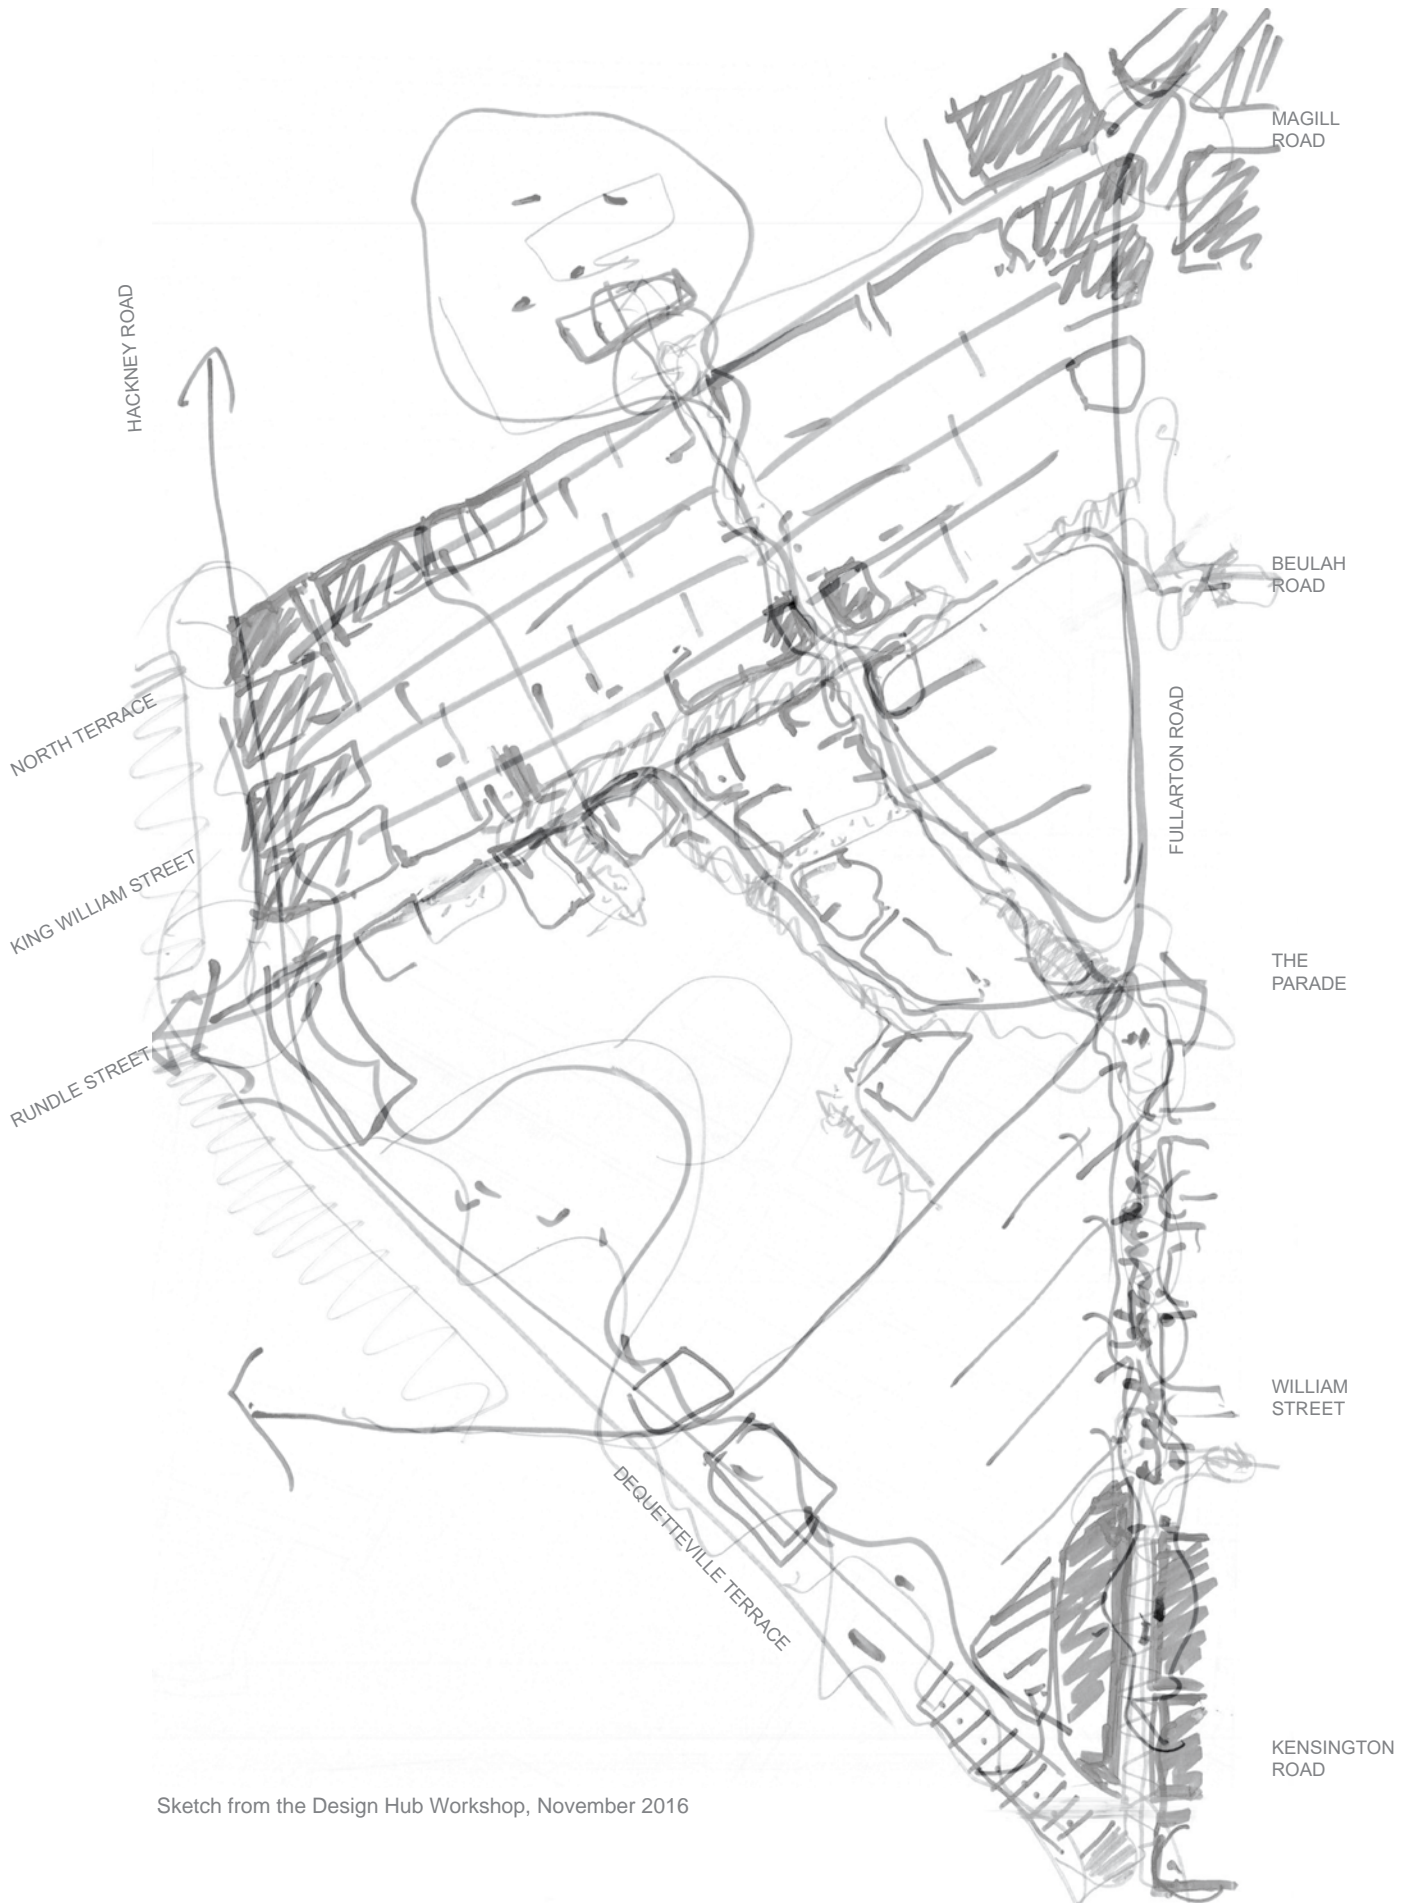 MAGILL
ROAD
HACKNEY ROAD
BEULAH
ROAD
NORTH TERRACE
FULLARTON ROAD
KING WILLIAM STREET
THE
PARADE
RUNDLE STREET
WILLIAM
STREET
DEQUETTEVILLE TERRACE
KENSINGTON
ROAD
Sketch from the Design Hub Workshop, November 2016